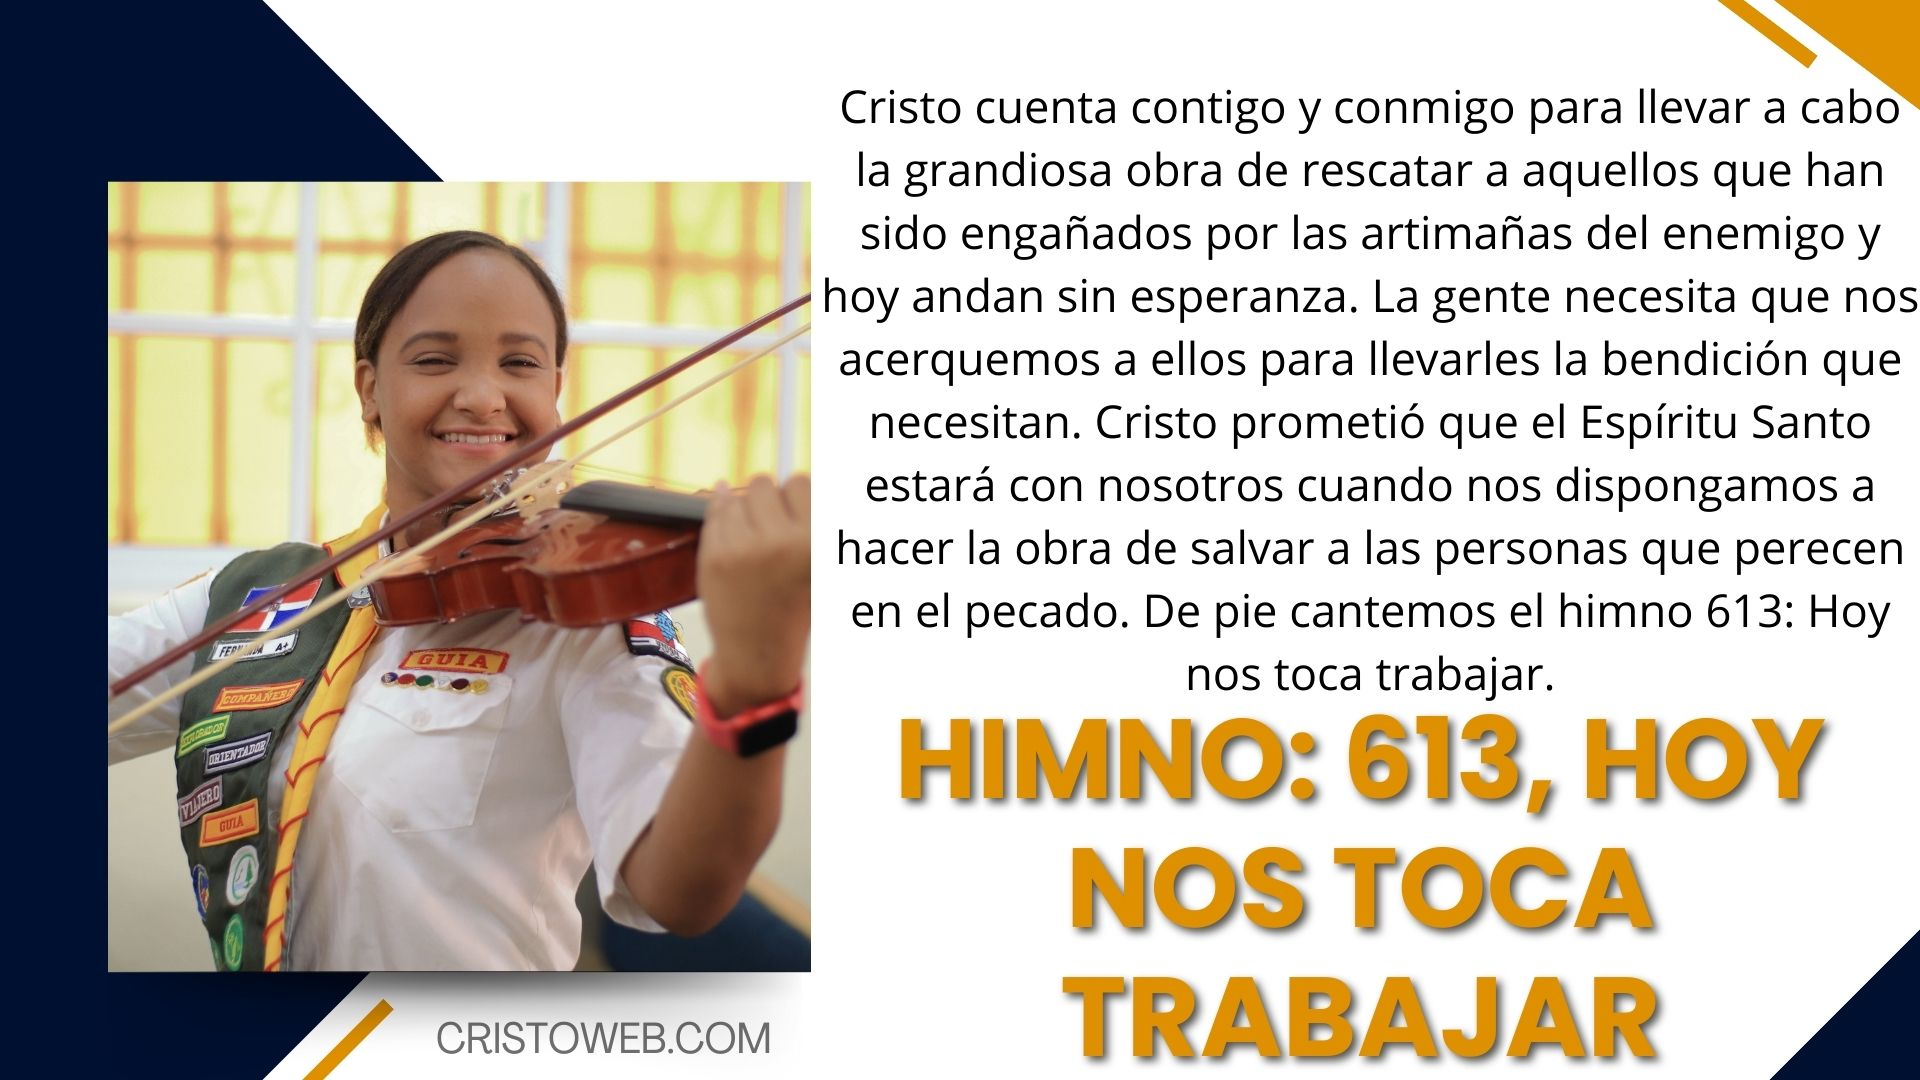 Cristo cuenta contigo y conmigo para llevar a cabo
la grandiosa obra de rescatar a aquellos que han
sido engañados por las artimañas del enemigo y
hoy andan sin esperanza. La gente necesita que nos
acerquemos a ellos para llevarles la bendición que
necesitan. Cristo prometió que el Espíritu Santo
estará con nosotros cuando nos dispongamos a
hacer la obra de salvar a las personas que perecen
en el pecado. De pie cantemos el himno 613: Hoy
nos toca trabajar.
HIMNO: 613, HOY
NOS TOCA
TRABAJAR
GUIA
A+
COMPAÑERO
EXPLORADOR
ORIENTADOR
VIAJERO
GUIA
CRISTOWEB.COM